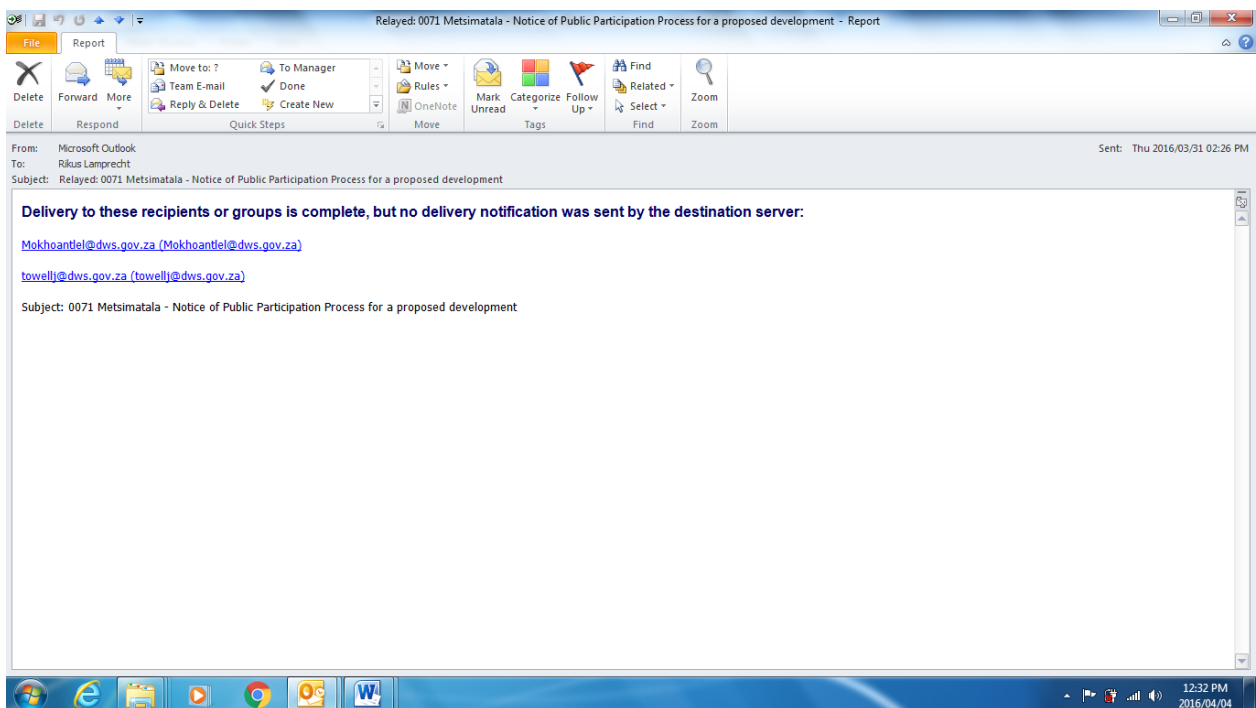 Relayed: 0071 Metsimatala - Notice of Public Participation Process for a proposed development - Report
File Report
Move to: ? To Manager Move Find
Team E-mail Done Rules Related
Delete Forward More Reply & Delete Create New OneNote Mark Unread Categorize Follow Up Select Zoom
Delete Respond Quick Steps Move Tags Find Zoom
From: Microsoft Outlook Sent: Thu 2016/03/31 02:26 PM
To: Rikus Lamprecht
Subject: Relayed: 0071 Metsimatala - Notice of Public Participation Process for a proposed development
Delivery to these recipients or groups is complete, but no delivery notification was sent by the destination server:
Mokhoantlel@dws.gov.za (Mokhoantlel@dws.gov.za)
towellj@dws.gov.za (towellj@dws.gov.za)
Subject: 0071 Metsimatala - Notice of Public Participation Process for a proposed development
12:32 PM
2016/04/04